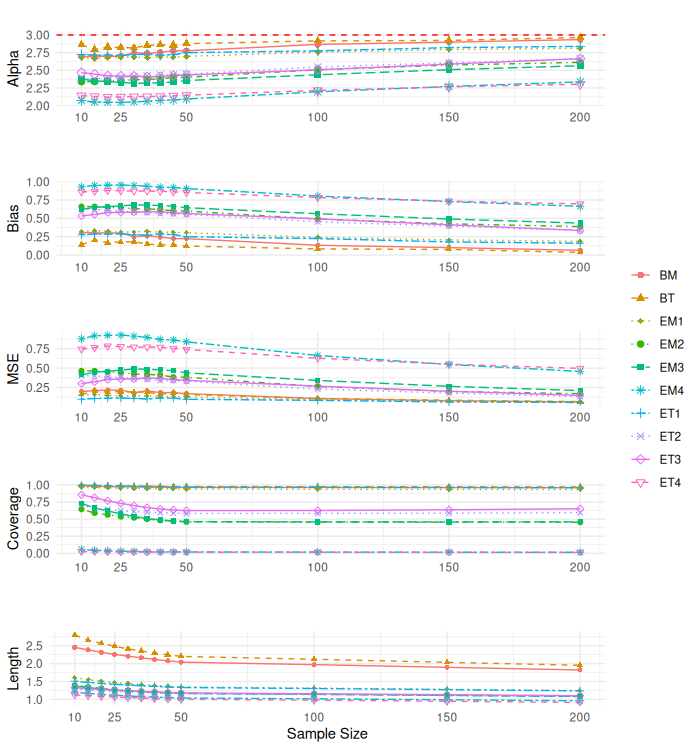 Alpha
3.00
2.75
2.50
2.25
2.00
10 25 50 100 150 200
Bias
1.00
0.75
0.50
0.25
0.00
10 25 50 100 150 200
MSE
0.75
0.50
0.25
10 25 50 100 150 200
Coverage
1.00
0.75
0.50
0.25
0.00
10 25 50 100 150 200
Length
2.5
2.0
1.5
1.0
10 25 50 100 150 200
Sample Size
BM
BT
EM1
EM2
EM3
EM4
ET1
ET2
ET3
ET4